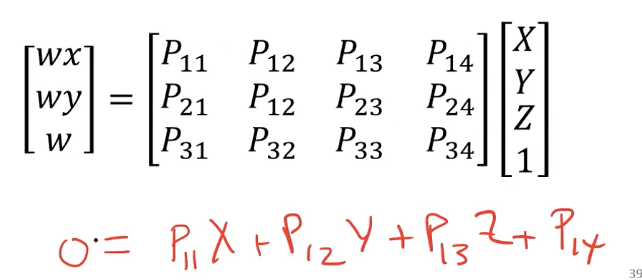 [wx wy w] = [P₁₁ P₁₂ P₁₃ P₁₄; P₂₁ P₁₂ P₂₃ P₂₄; P₃₁ P₃₂ P₃₃ P₃₄] [X Y Z 1]
0 = P₁₁X + P₁₂Y + P₁₃Z + P₁₄
39